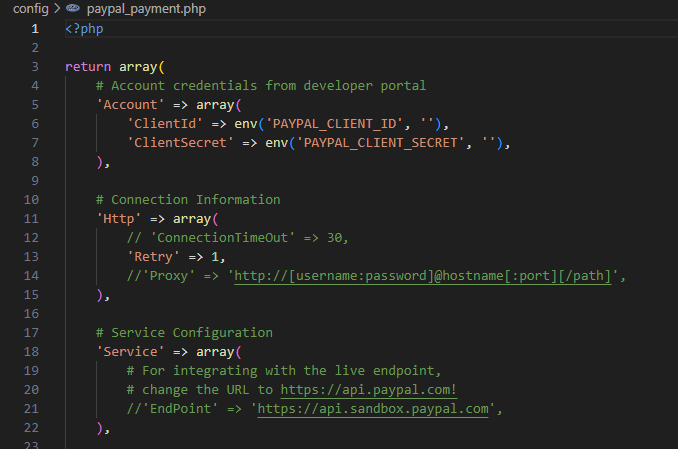 config > paypal_payment.php
1 <?php
2
3 return array(
4 # Account credentials from developer portal
5 'Account' => array(
6 'ClientId' => env('PAYPAL_CLIENT_ID', ''),
7 'ClientSecret' => env('PAYPAL_CLIENT_SECRET', ''),
8 ),
9
10 # Connection Information
11 'Http' => array(
12 // 'ConnectionTimeOut' => 30,
13 'Retry' => 1,
14 //'Proxy' => 'http://[username:password]@hostname[:port][/path]',
15 ),
16
17 # Service Configuration
18 'Service' => array(
19 # For integrating with the live endpoint,
20 # change the URL to https://api.paypal.com!
21 //'EndPoint' => 'https://api.sandbox.paypal.com',
22 ),
23